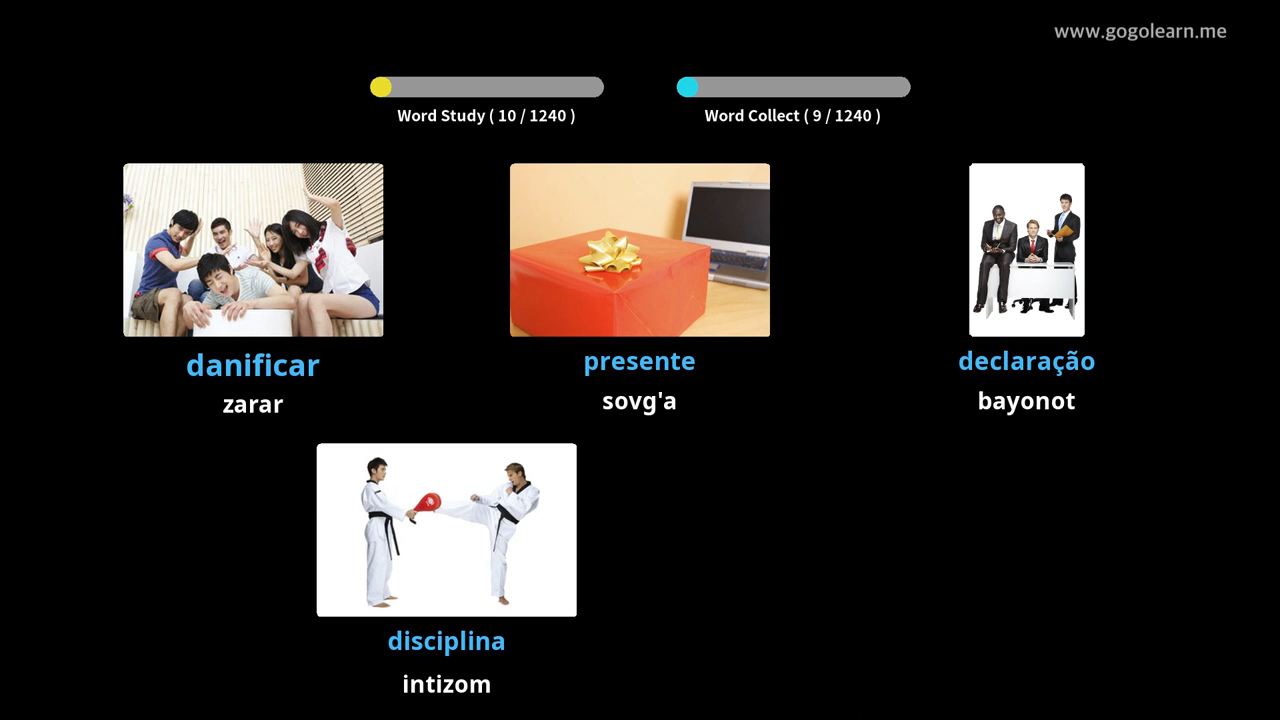 www.gogolearn.me
Word Study ( 10 / 1240 )
Word Collect ( 9 / 1240 )
danificar
zarar
presente
sovg'a
declaração
bayonot
disciplina
intizom